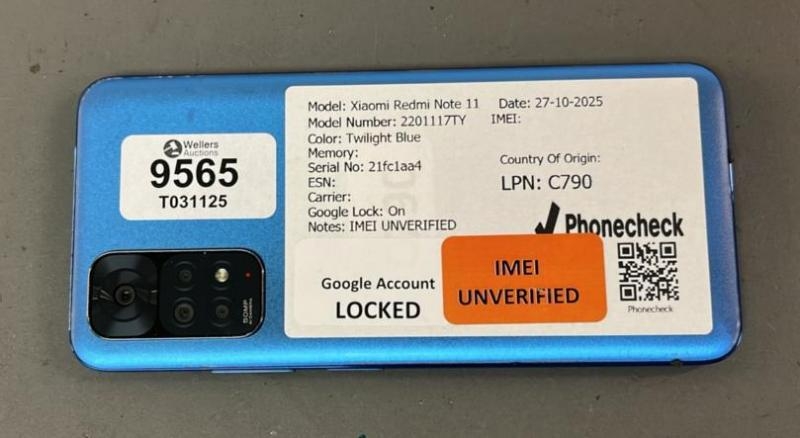 Wellers
Auctions
9565
T031125
50MP
AI CAMERA
Model: Xiaomi Redmi Note 11 Date: 27-10-2025
Model Number: 2201117TY IMEI:
Color: Twilight Blue
Memory:
Serial No: 21fc1aa4
ESN:
Carrier:
Google Lock: On
Notes: IMEI UNVERIFIED
Country Of Origin:
LPN: C790
Phonecheck
Google Account
LOCKED
IMEI
UNVERIFIED
Phonecheck